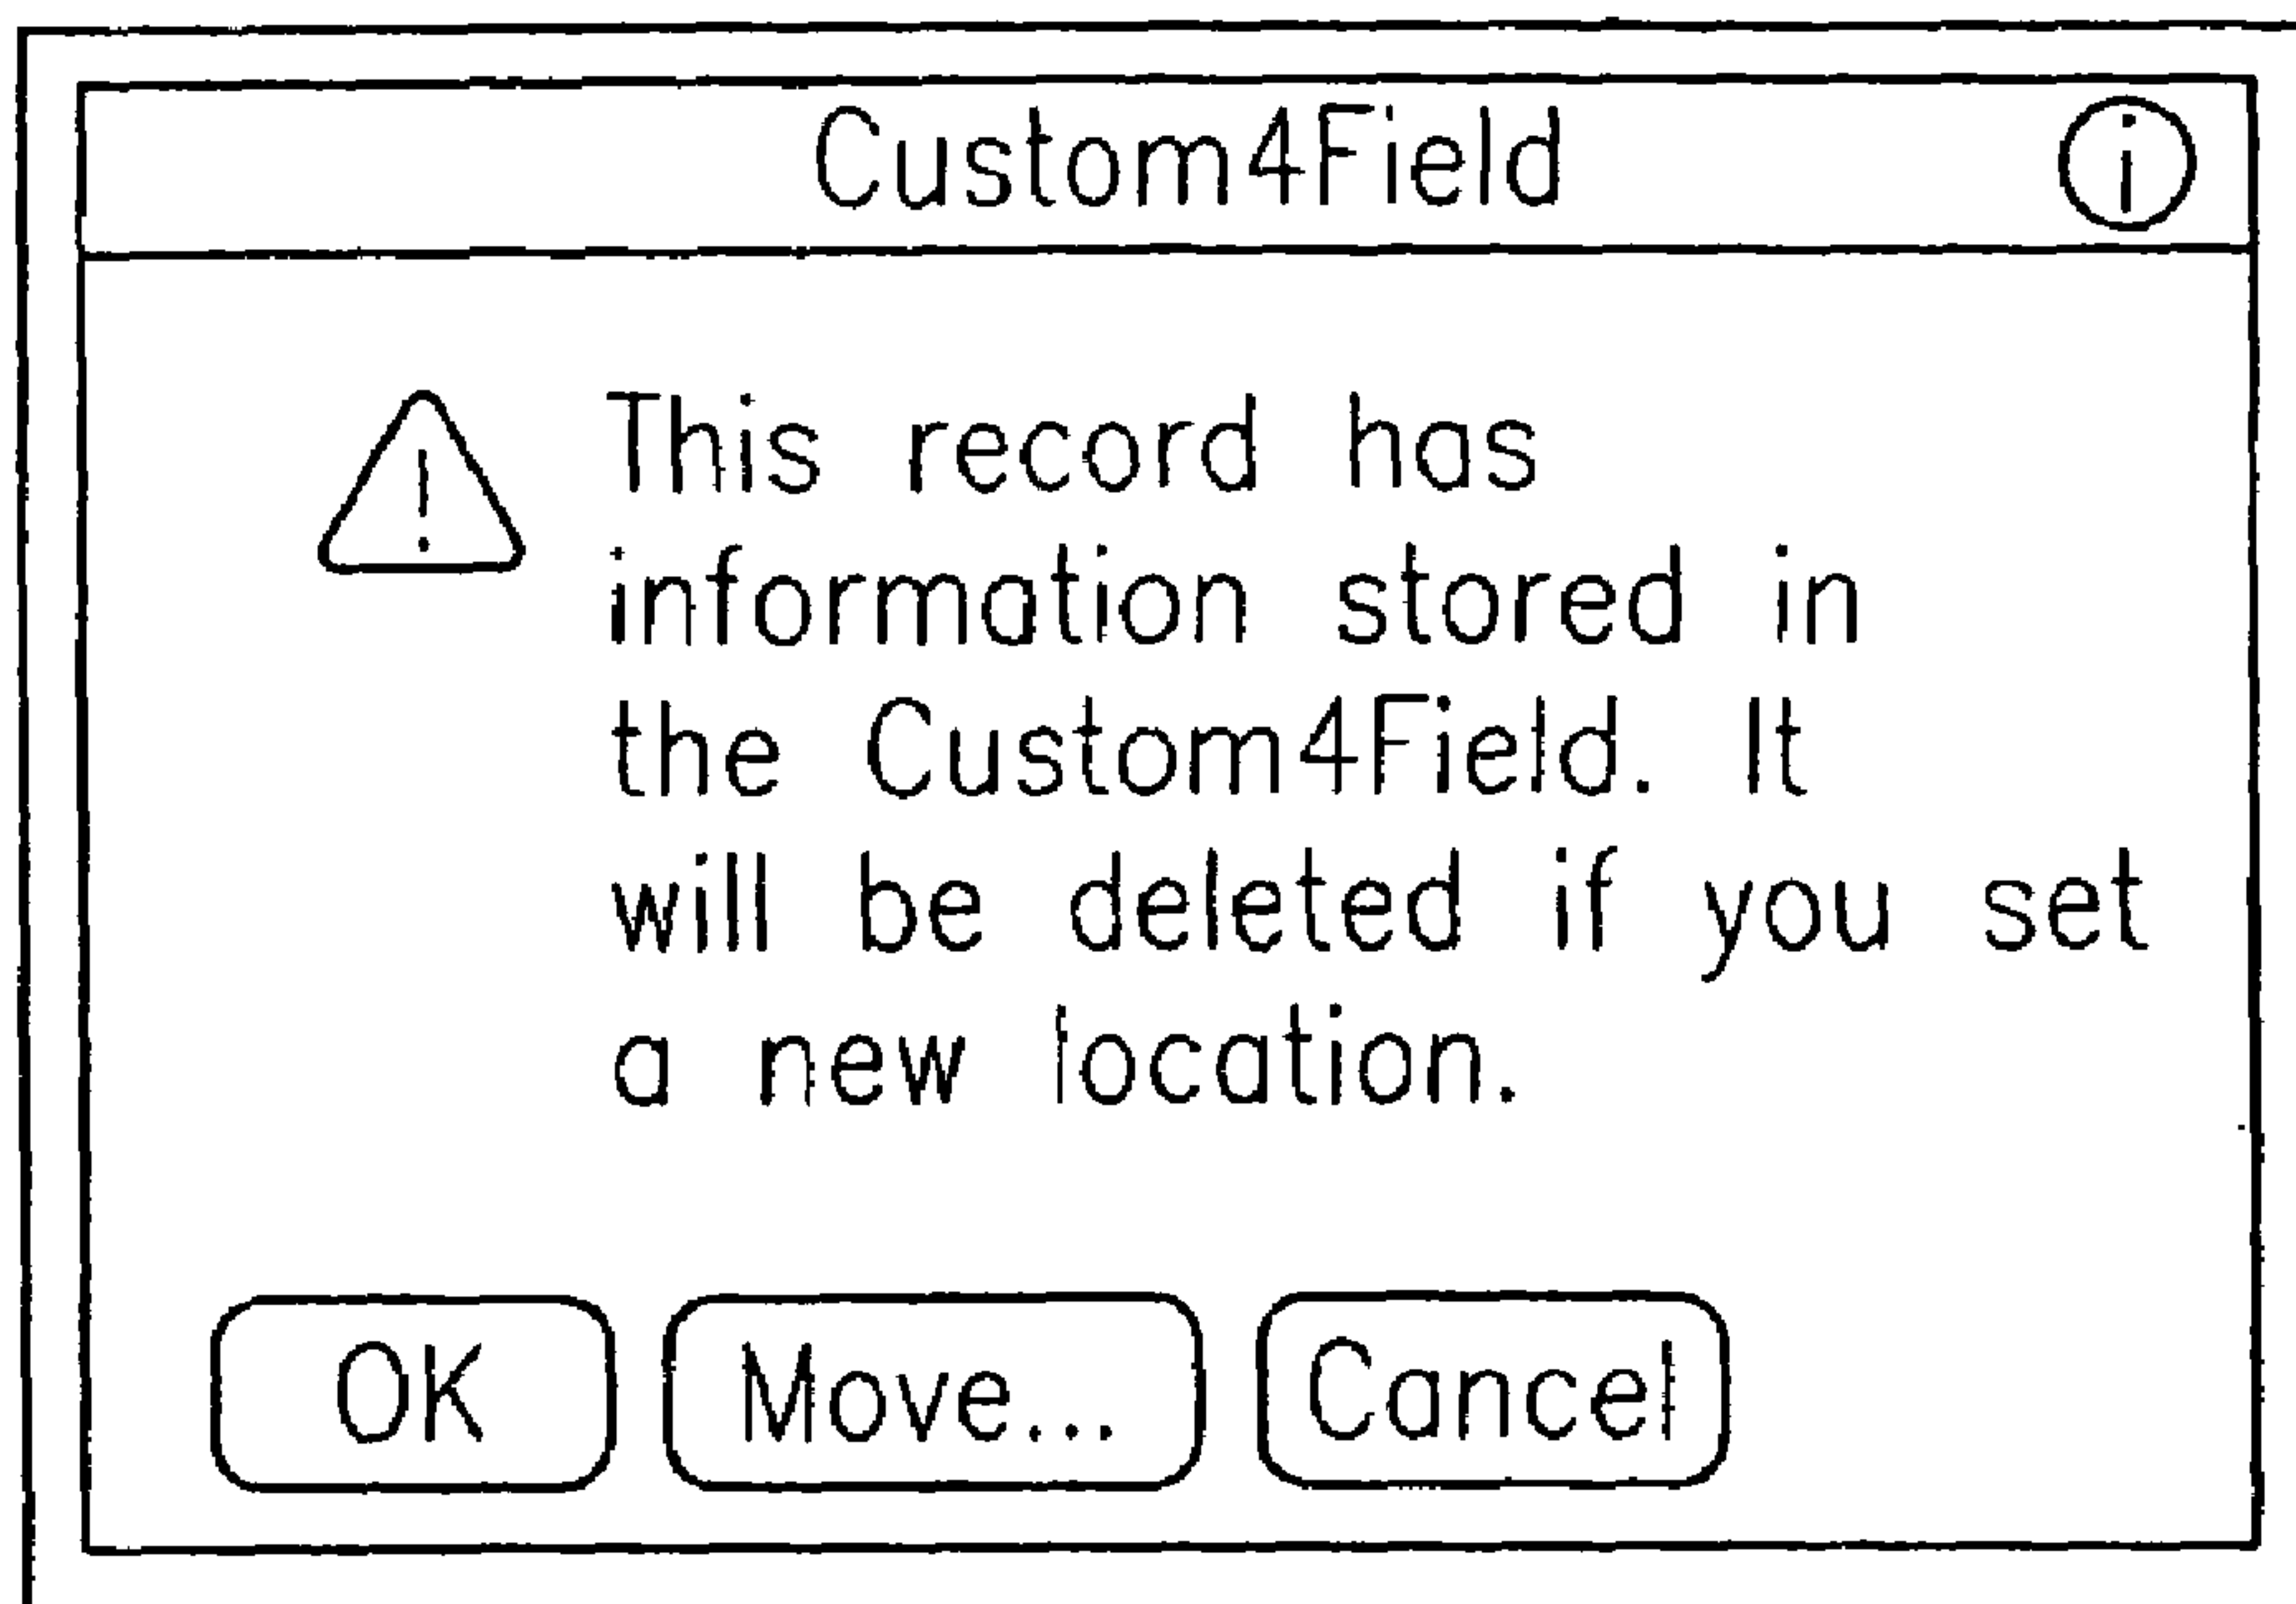 Custom4Field
i
This record has
information stored in
the Custom4Field. It
will be deleted if you set
a new location.
OK Move... Cancel